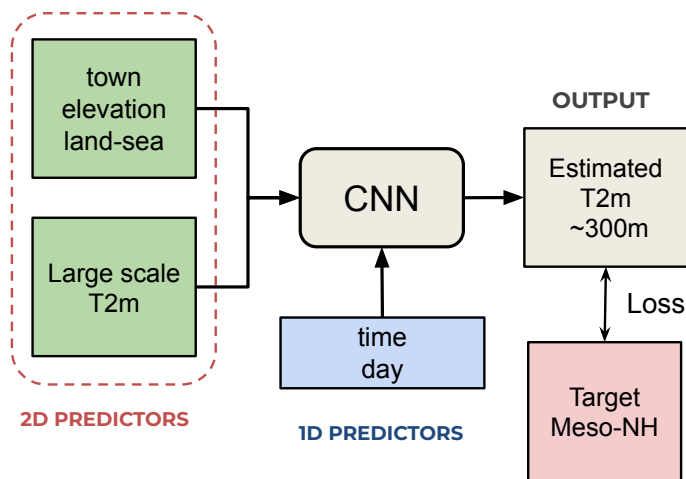 town
elevation
land-sea
Large scale
T2m
2D PREDICTORS
CNN
time
day
1D PREDICTORS
OUTPUT
Estimated
T2m
~300m
Loss
Target
Meso-NH